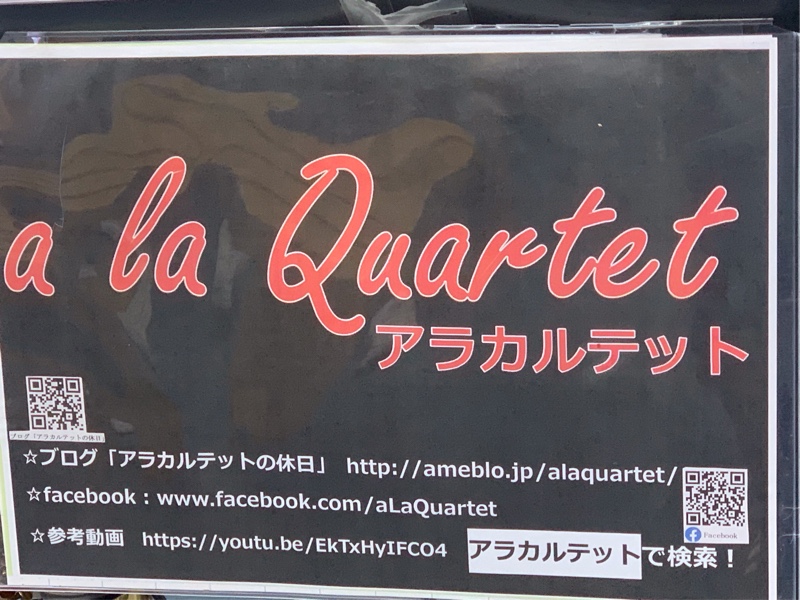 a la Quartet
アラカルテット
ブログ「アラカルテットの休日」
☆ブログ「アラカルテットの休日」 http://ameblo.jp/alaquartet/
☆facebook：www.facebook.com/aLaQuartet
Facebook
☆参考動画 https://youtu.be/EkTxHyIFCO4 アラカルテットで検索！